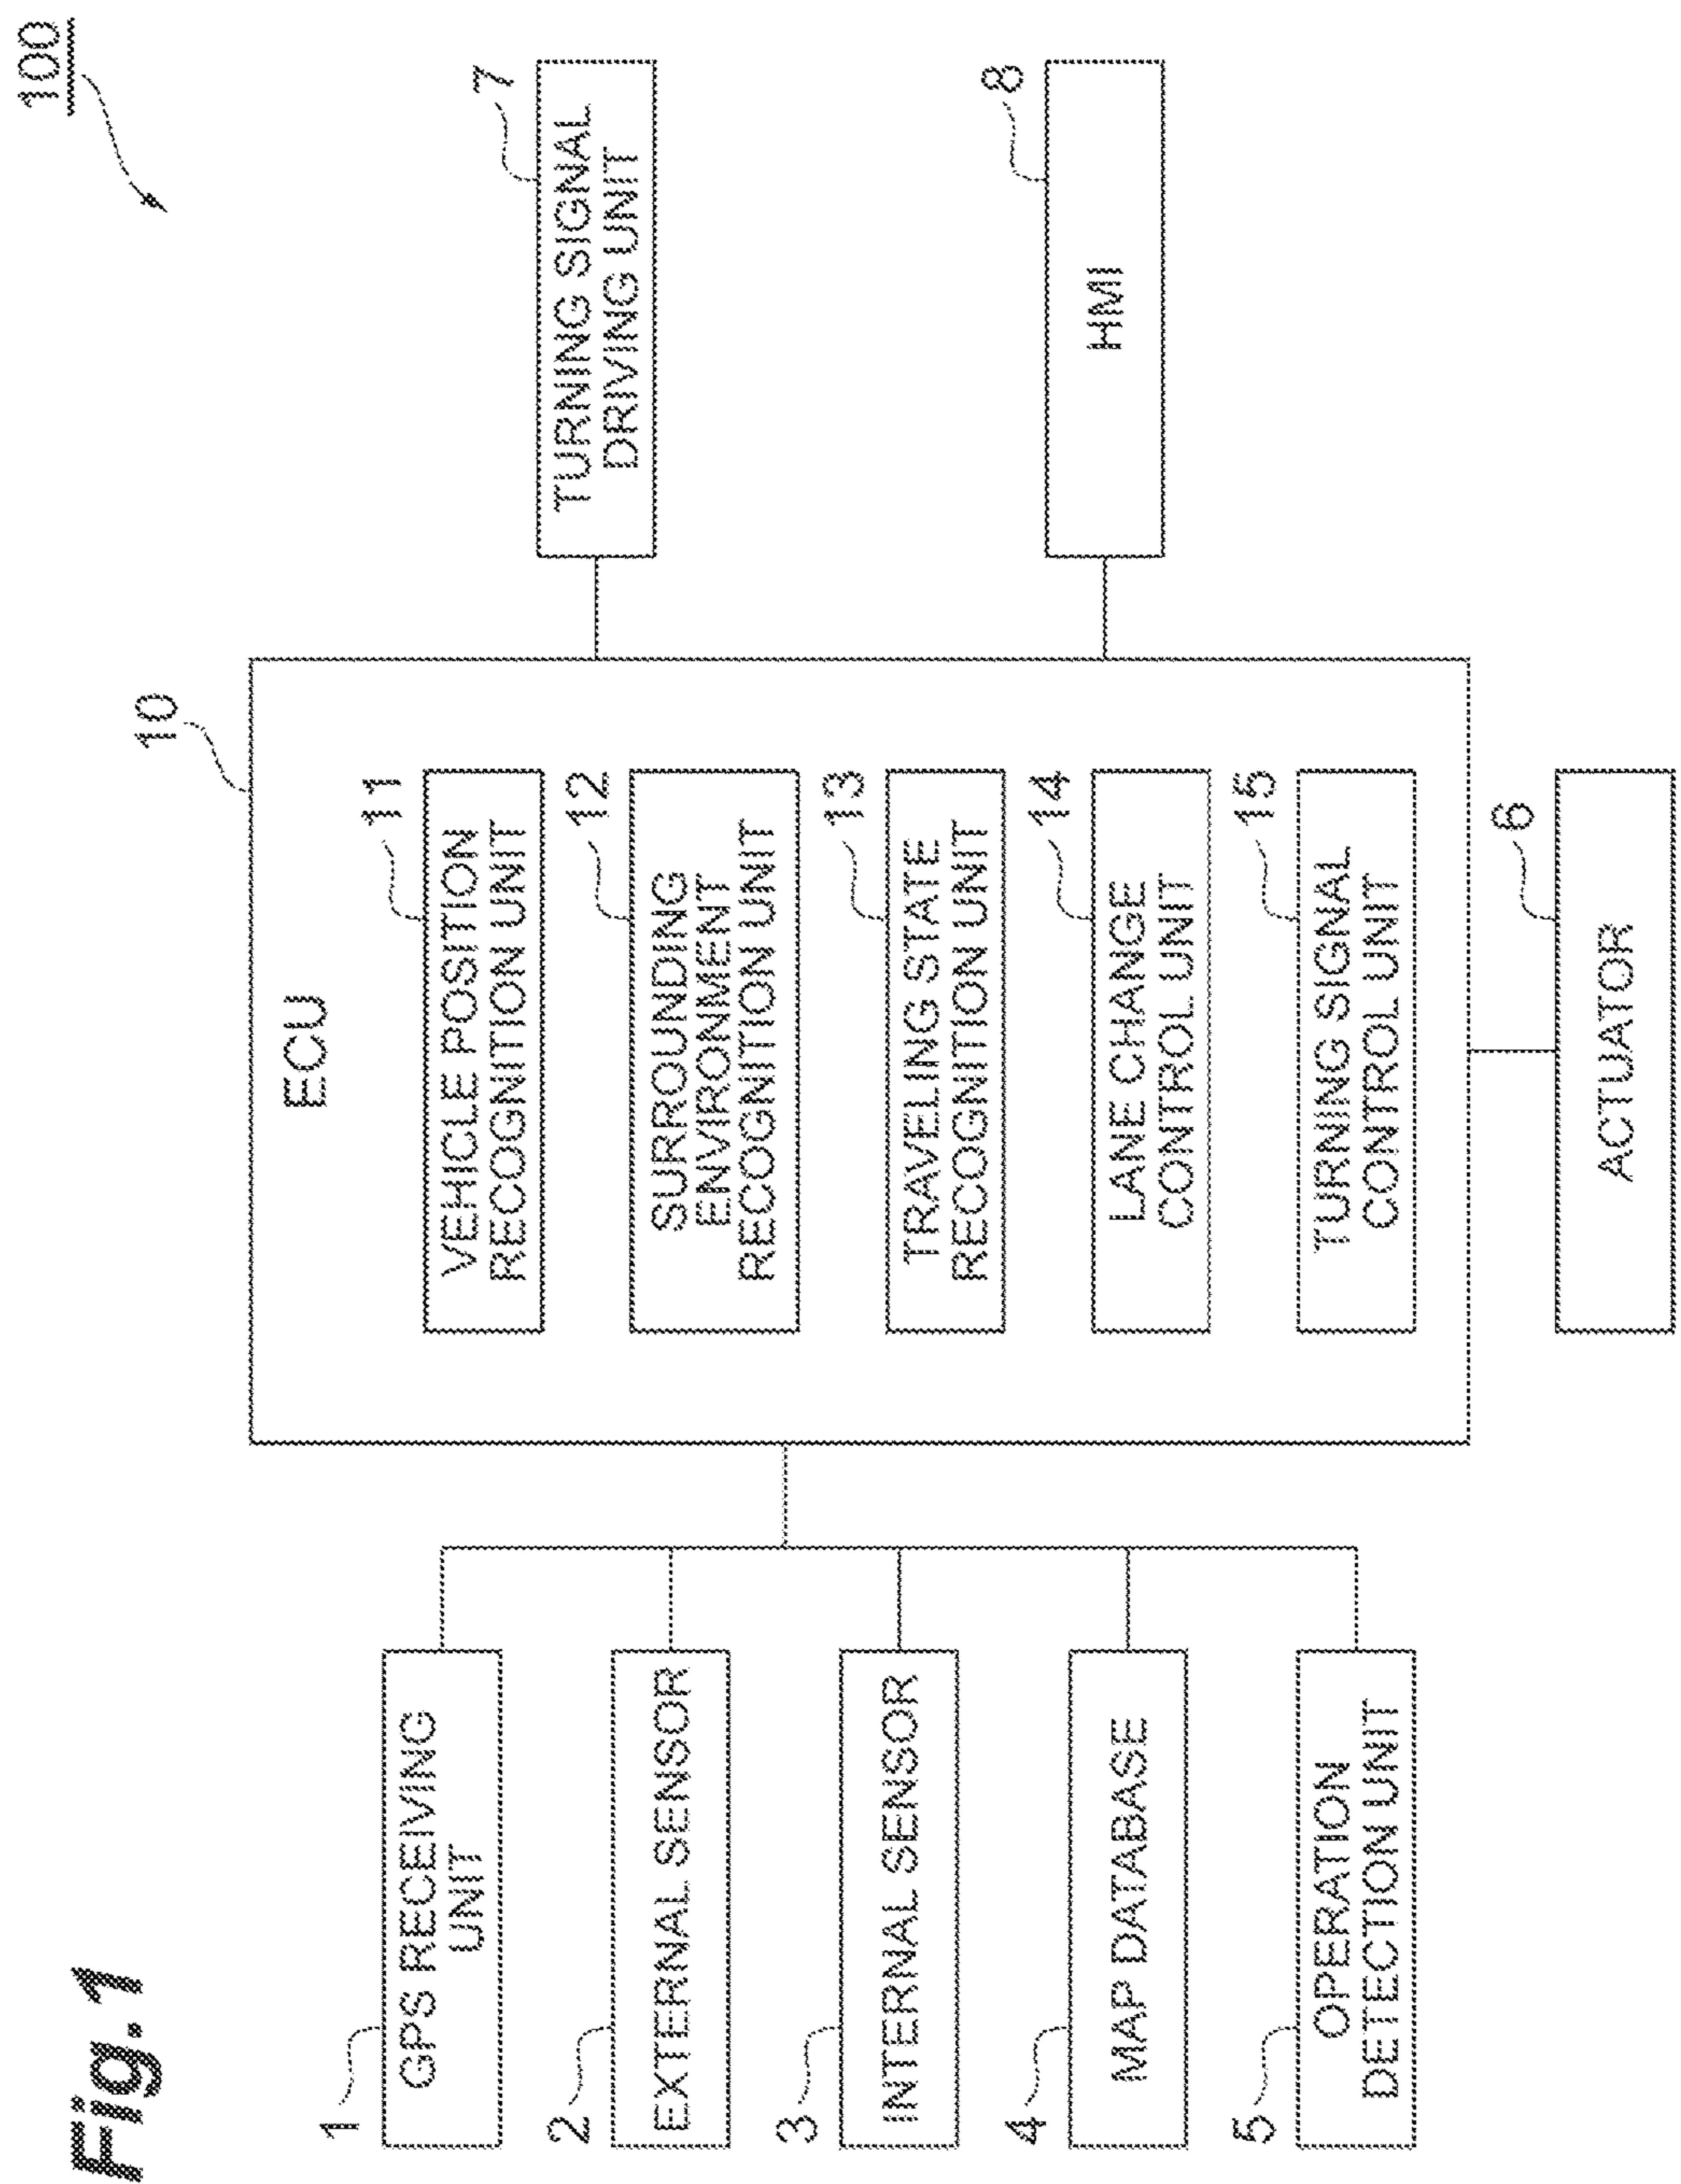 Fig.1
100
1
GPS RECEIVING
UNIT
2
EXTERNAL SENSOR
3
INTERNAL SENSOR
4
MAP DATABASE
5
OPERATION
DETECTION UNIT
10
ECU
11
VEHICLE POSITION
RECOGNITION UNIT
12
SURROUNDING
ENVIRONMENT
RECOGNITION UNIT
13
TRAVELING STATE
RECOGNITION UNIT
14
LANE CHANGE
CONTROL UNIT
15
TURNING SIGNAL
CONTROL UNIT
6
ACTUATOR
7
TURNING SIGNAL
DRIVING UNIT
8
HMI